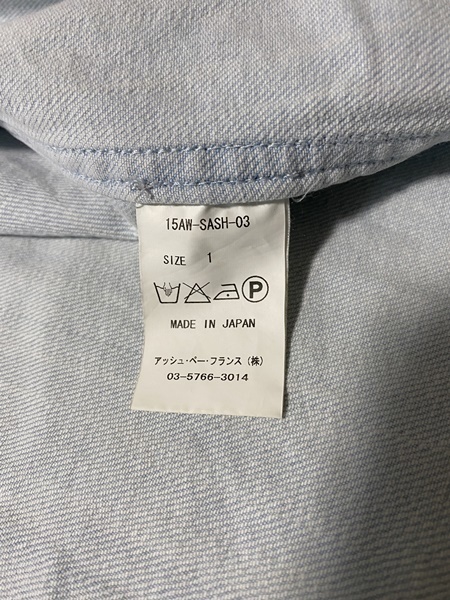 15AW-SASH-03
SIZE 1
P
MADE IN JAPAN
アッシュ・ペー・フランス(株)
03-5766-3014